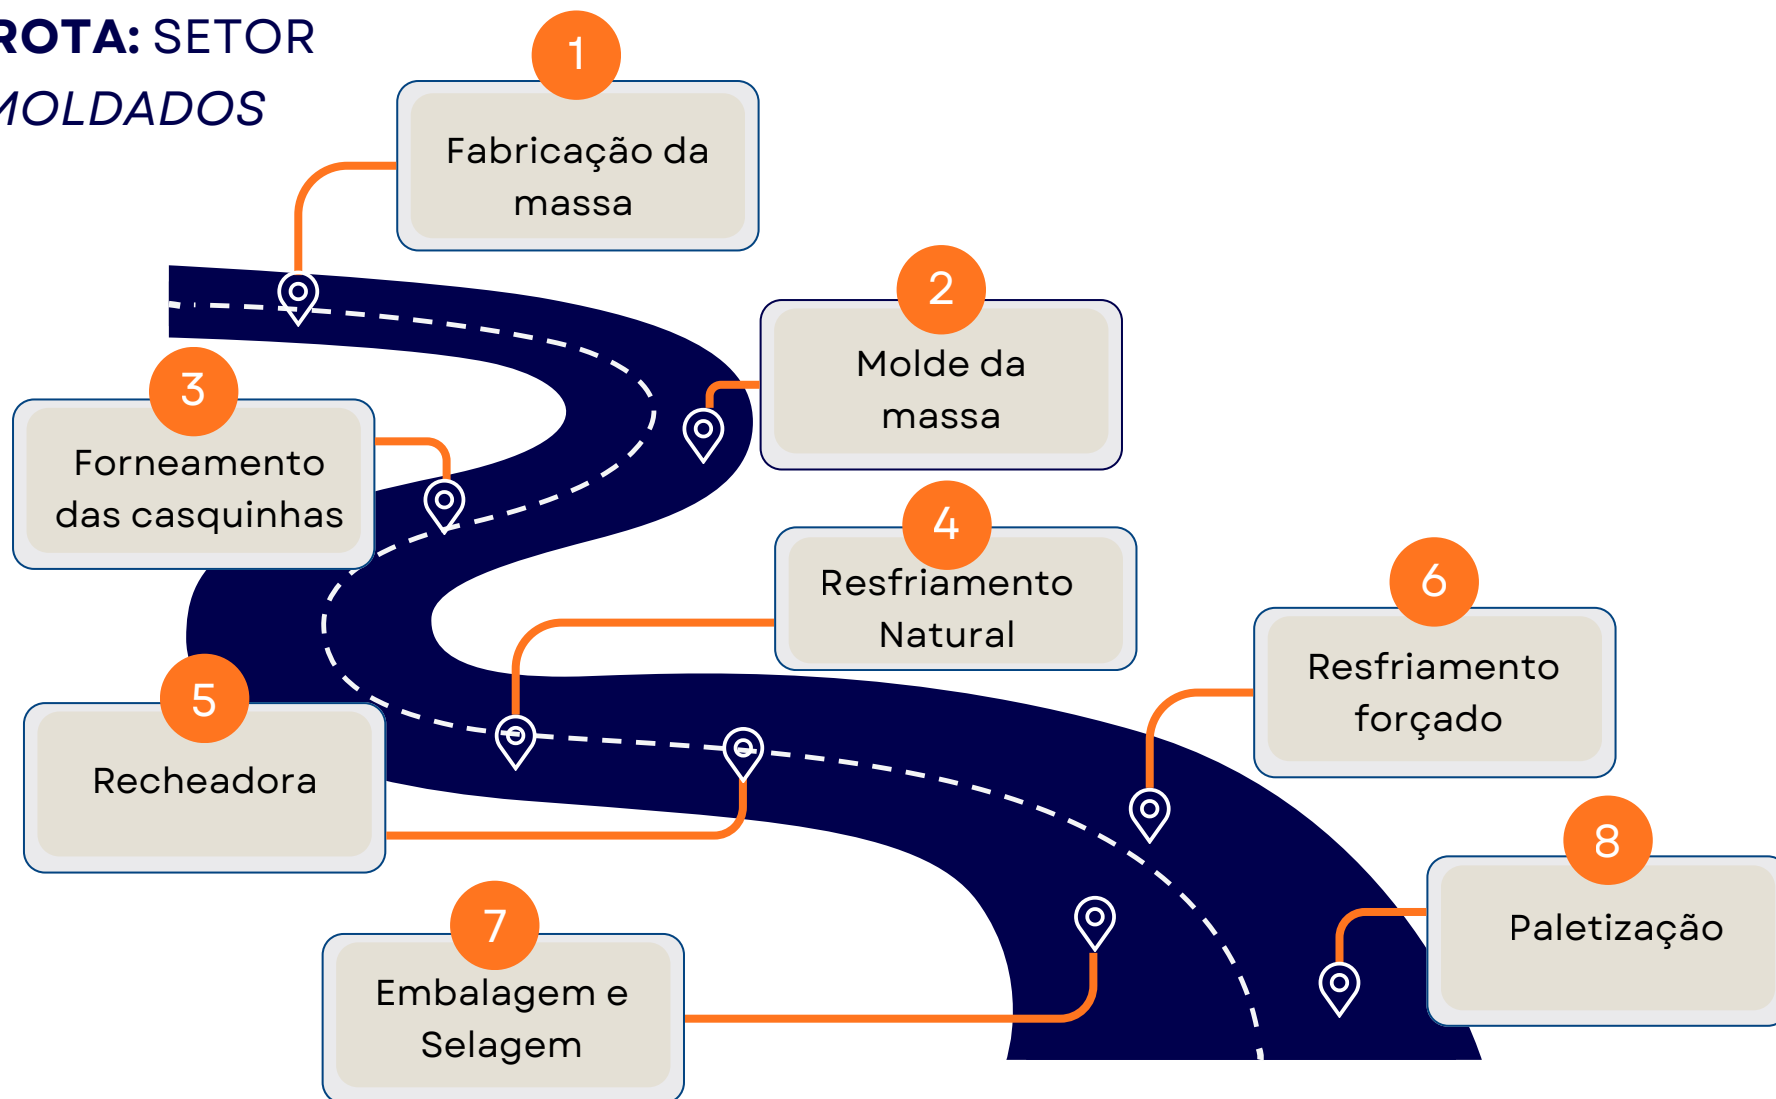 ROTA: SETOR
MOLDADOS
1
Fabricação da
massa
2
Molde da
massa
3
Forneamento
das casquinhas
4
Resfriamento
Natural
5
Recheadora
6
Resfriamento
forçado
7
Embalagem e
Selagem
8
Paletização